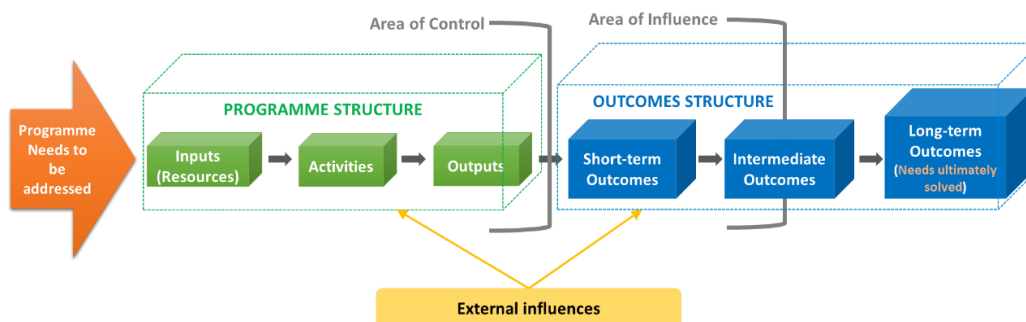 Area of Control
Area of Influence
Programme
Needs to
be
addressed
PROGRAMME STRUCTURE
Inputs
(Resources)
Activities
Outputs
OUTCOMES STRUCTURE
Short-term
Outcomes
Intermediate
Outcomes
Long-term
Outcomes
(Needs ultimately
solved)
External influences